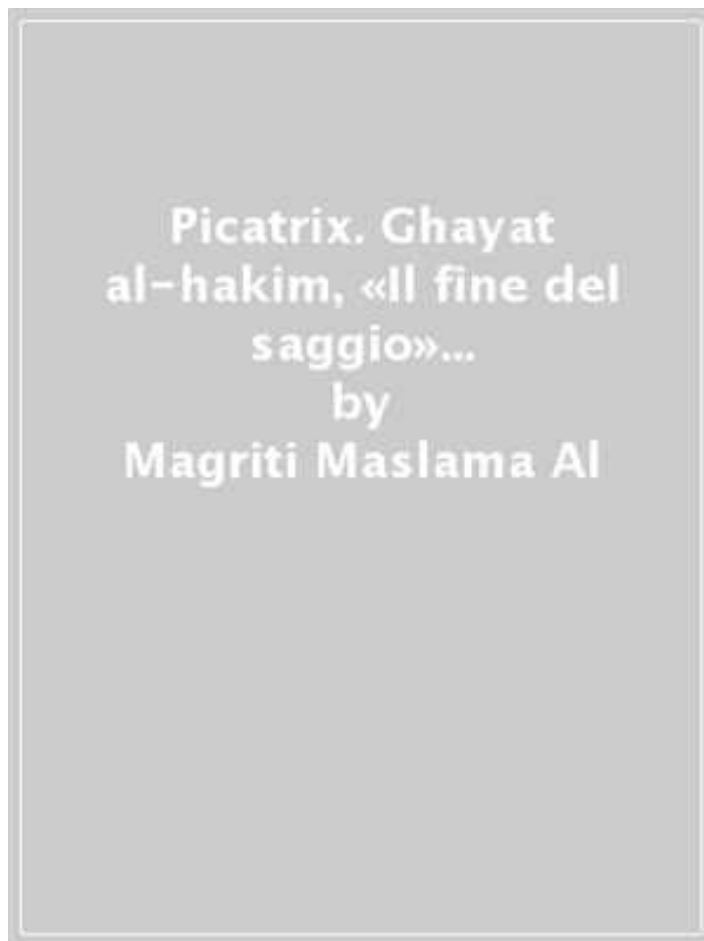 Picatrix. Ghayat
al-hakim, «Il fine del
saggio»...
by
Magriti Maslama Al